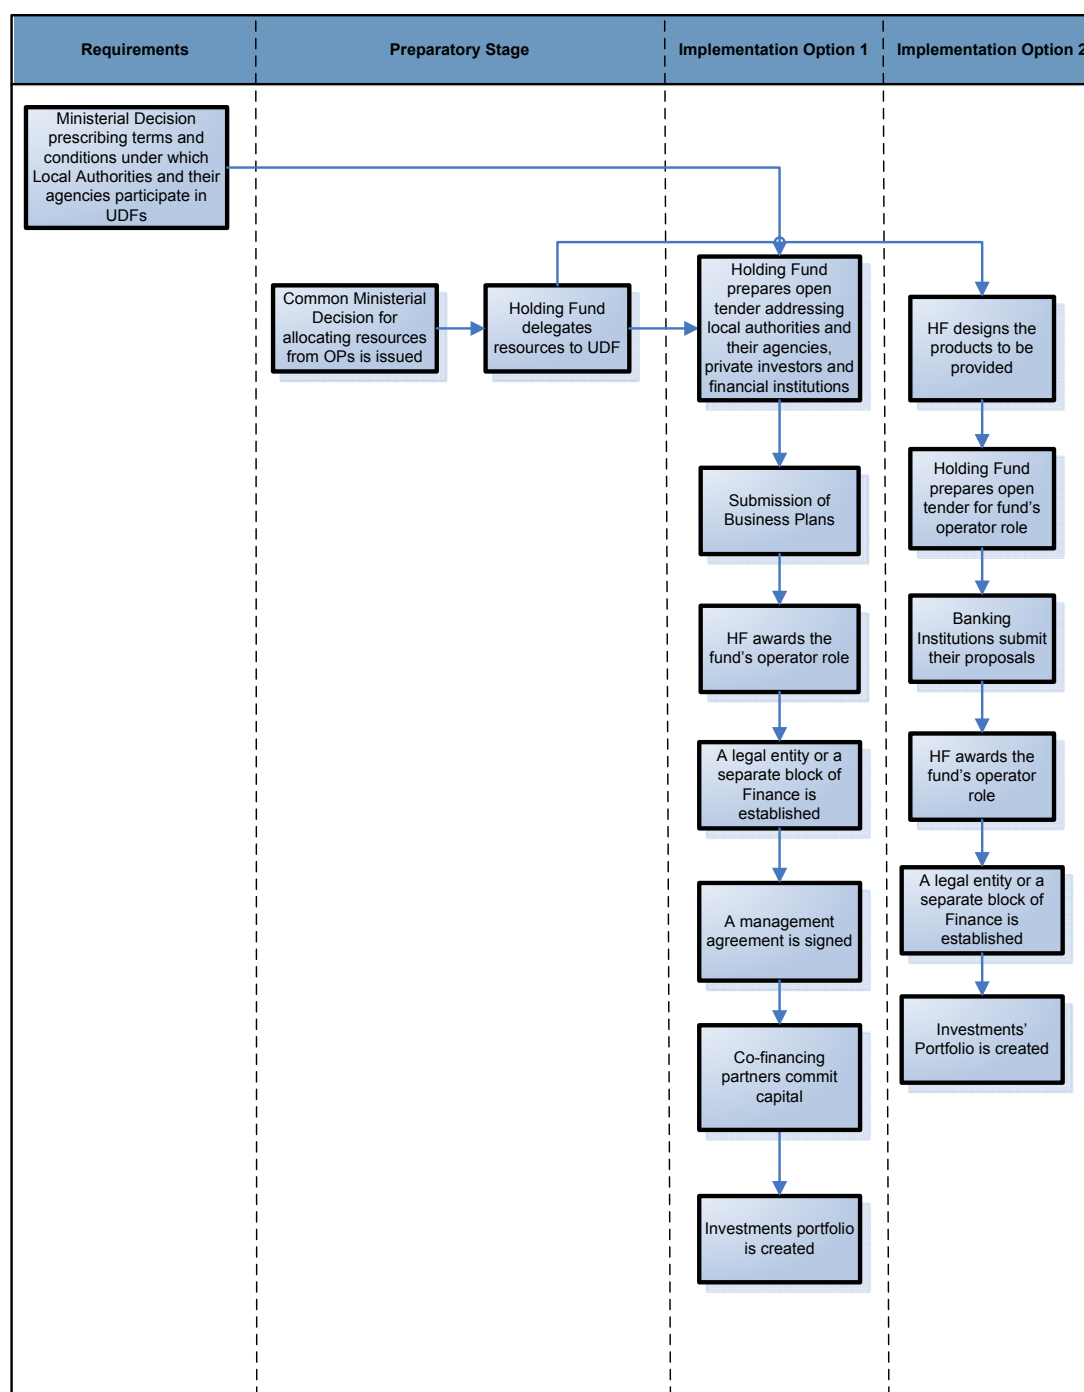 Requirements
Preparatory Stage
Implementation Option 1
Implementation Option 2
Ministerial Decision
prescribing terms and
conditions under which
Local Authorities and their
agencies participate in
UDFs
Common Ministerial
Decision for
allocating resources
from OPs is issued
Holding Fund
delegates
resources to UDF
Holding Fund
prepares open
tender addressing
local authorities and
their agencies,
private investors and
financial institutions
Submission of
Business Plans
HF awards the
fund’s operator role
A legal entity or a
separate block of
Finance is
established
A management
agreement is signed
Co-financing
partners commit
capital
Investments portfolio
is created
HF designs the
products to be
provided
Holding Fund
prepares open
tender for fund’s
operator role
Banking
Institutions submit
their proposals
HF awards the
fund’s operator
role
A legal entity or a
separate block of
Finance is
established
Investments’
Portfolio is created